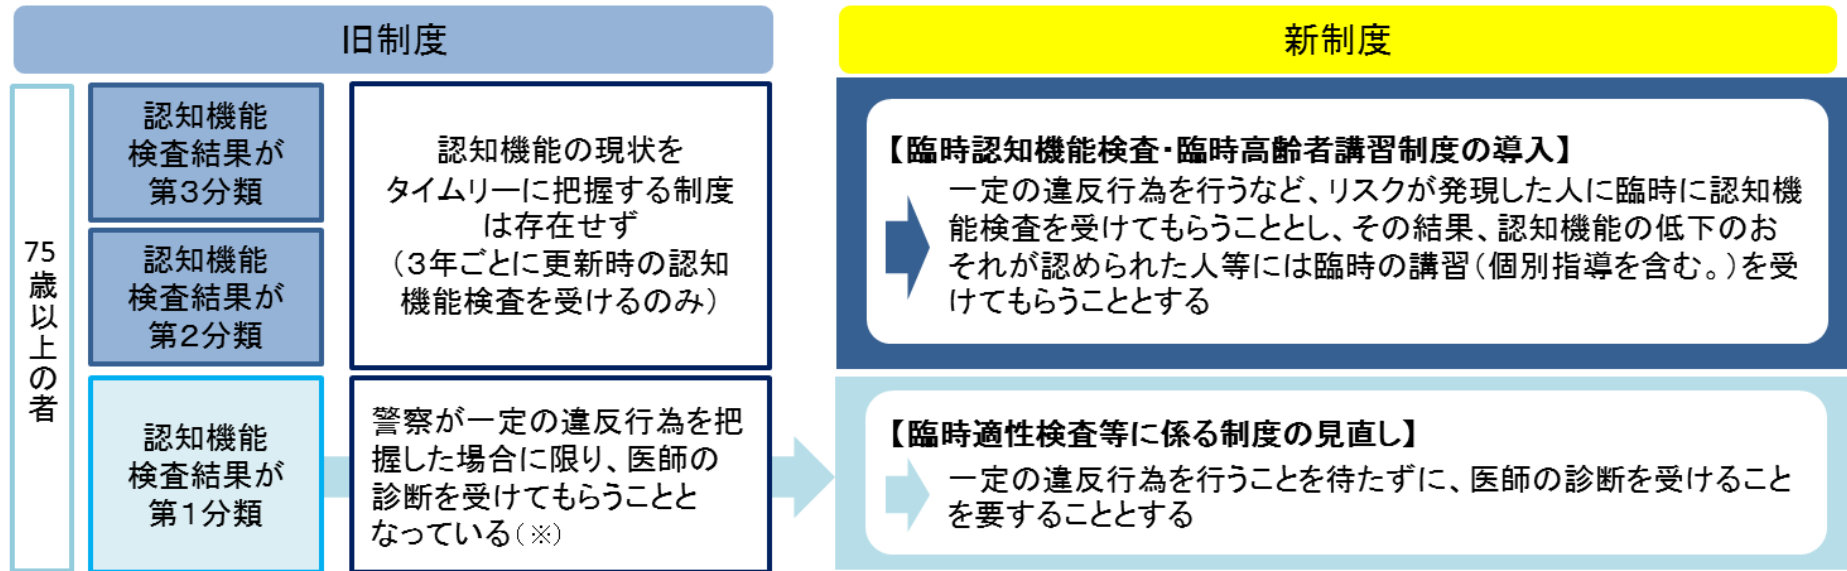 旧制度
新制度
75歳以上の者
認知機能
検査結果が
第3分類
認知機能
検査結果が
第2分類
認知機能の現状を
タイムリーに把握する制度
は存在せず
（3年ごとに更新時の認知
機能検査を受けるのみ）
【臨時認知機能検査・臨時高齢者講習制度の導入】
一定の違反行為を行うなど、リスクが発現した人に臨時に認知機
能検査を受けてもらうこととし、その結果、認知機能の低下のお
それが認められた人等には臨時の講習（個別指導を含む。）を受
けてもらうこととする
認知機能
検査結果が
第1分類
警察が一定の違反行為を把
握した場合に限り、医師の
診断を受けてもらうことと
なっている（※）
【臨時適性検査等に係る制度の見直し】
一定の違反行為を行うことを待たずに、医師の診断を受けること
を要することとする